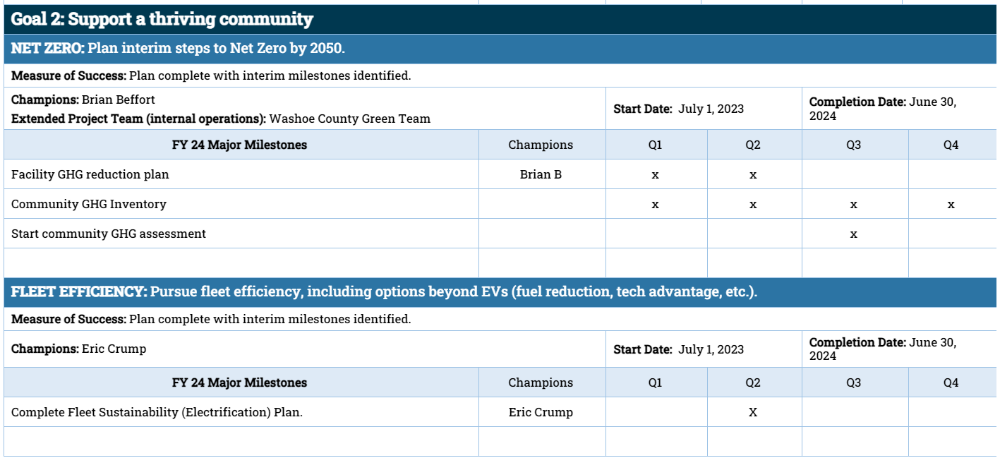 Goal 2: Support a thriving community
NET ZERO: Plan interim steps to Net Zero by 2050.
Measure of Success: Plan complete with interim milestones identified.
Champions: Brian Beffort
Extended Project Team (internal operations): Washoe County Green Team
Start Date: July 1, 2023
Completion Date: June 30,
2024
FY 24 Major Milestones Champions Q1 Q2 Q3 Q4
Facility GHG reduction plan Brian B x x
Community GHG Inventory x x x x
Start community GHG assessment x
FLEET EFFICIENCY: Pursue fleet efficiency, including options beyond EVs (fuel reduction, tech advantage, etc.).
Measure of Success: Plan complete with interim milestones identified.
Champions: Eric Crump
Start Date: July 1, 2023
Completion Date: June 30,
2024
FY 24 Major Milestones Champions Q1 Q2 Q3 Q4
Complete Fleet Sustainability (Electrification) Plan. Eric Crump X